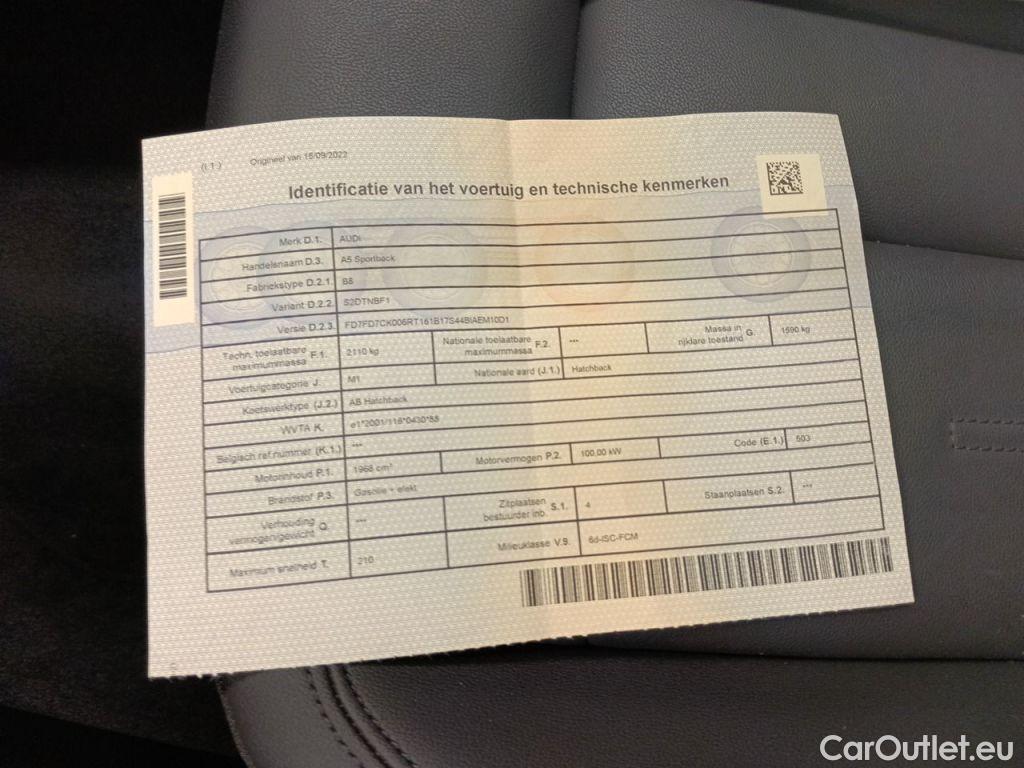 (I.1.) Origineel van 15/09/2022
Identificatie van het voertuig en technische kenmerken
Merk D.1. AUDI
Handelsnaam D.3. A5 Sportback
Fabriekstype D.2.1. B8
Variant D.2.2. S2DTNBF1
Versie D.2.3. FD7FD7CK006RT161B17S44BIAEM10D1
Techn. toelaatbare maximummassa F.1. 2110 kg Nationale toelaatbare maximummassa F.2. --- Massa in rijklare toestand G. 1590 kg
Voertuigcategorie J. M1 Nationale aard (J.1.) Hatchback
Koetswerktype (J.2.) AB Hatchback
WVTA K. e1*2001/116*0430*85
Belgisch ref.nummer (K.1.) ---
Motorinhoud P.1. 1968 cm³ Motorvermogen P.2. 100,00 kW Code (E.1.) 503
Brandstof P.3. Gasolie + elekt
Verhouding vermogen/gewicht Q. --- Zitplaatsen bestuurder inb. S.1. 4 Staanplaatsen S.2. ---
Maximum snelheid T. 210 Milieuklasse V.9. 6d-ISC-FCM
CarOutlet.eu